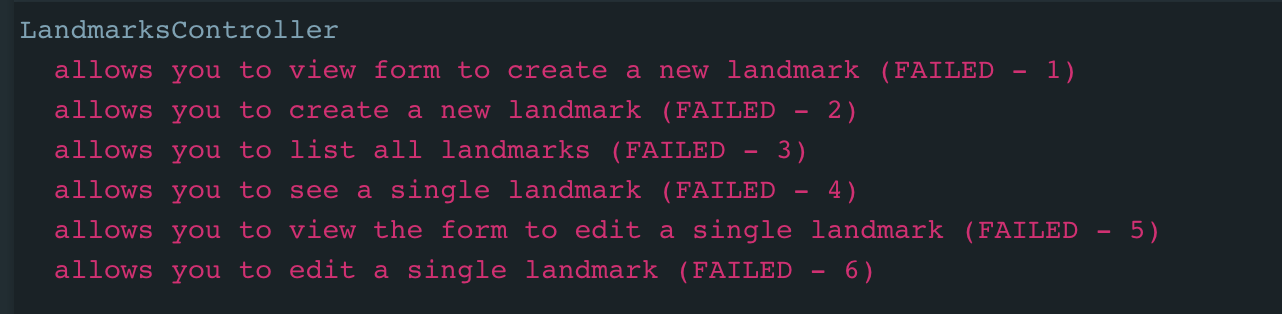 LandmarksController
allows you to view form to create a new landmark (FAILED - 1)
allows you to create a new landmark (FAILED - 2)
allows you to list all landmarks (FAILED - 3)
allows you to see a single landmark (FAILED - 4)
allows you to view the form to edit a single landmark (FAILED - 5)
allows you to edit a single landmark (FAILED - 6)